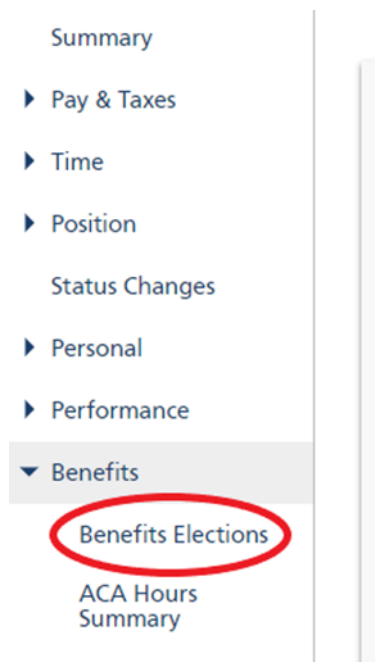 Summary
Pay & Taxes
Time
Position
Status Changes
Personal
Performance
Benefits
Benefits Elections
ACA Hours
Summary